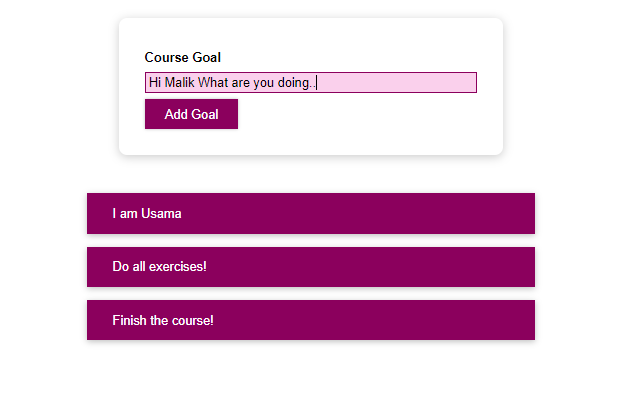 Course Goal
Hi Malik What are you doing..
Add Goal
I am Usama
Do all exercises!
Finish the course!